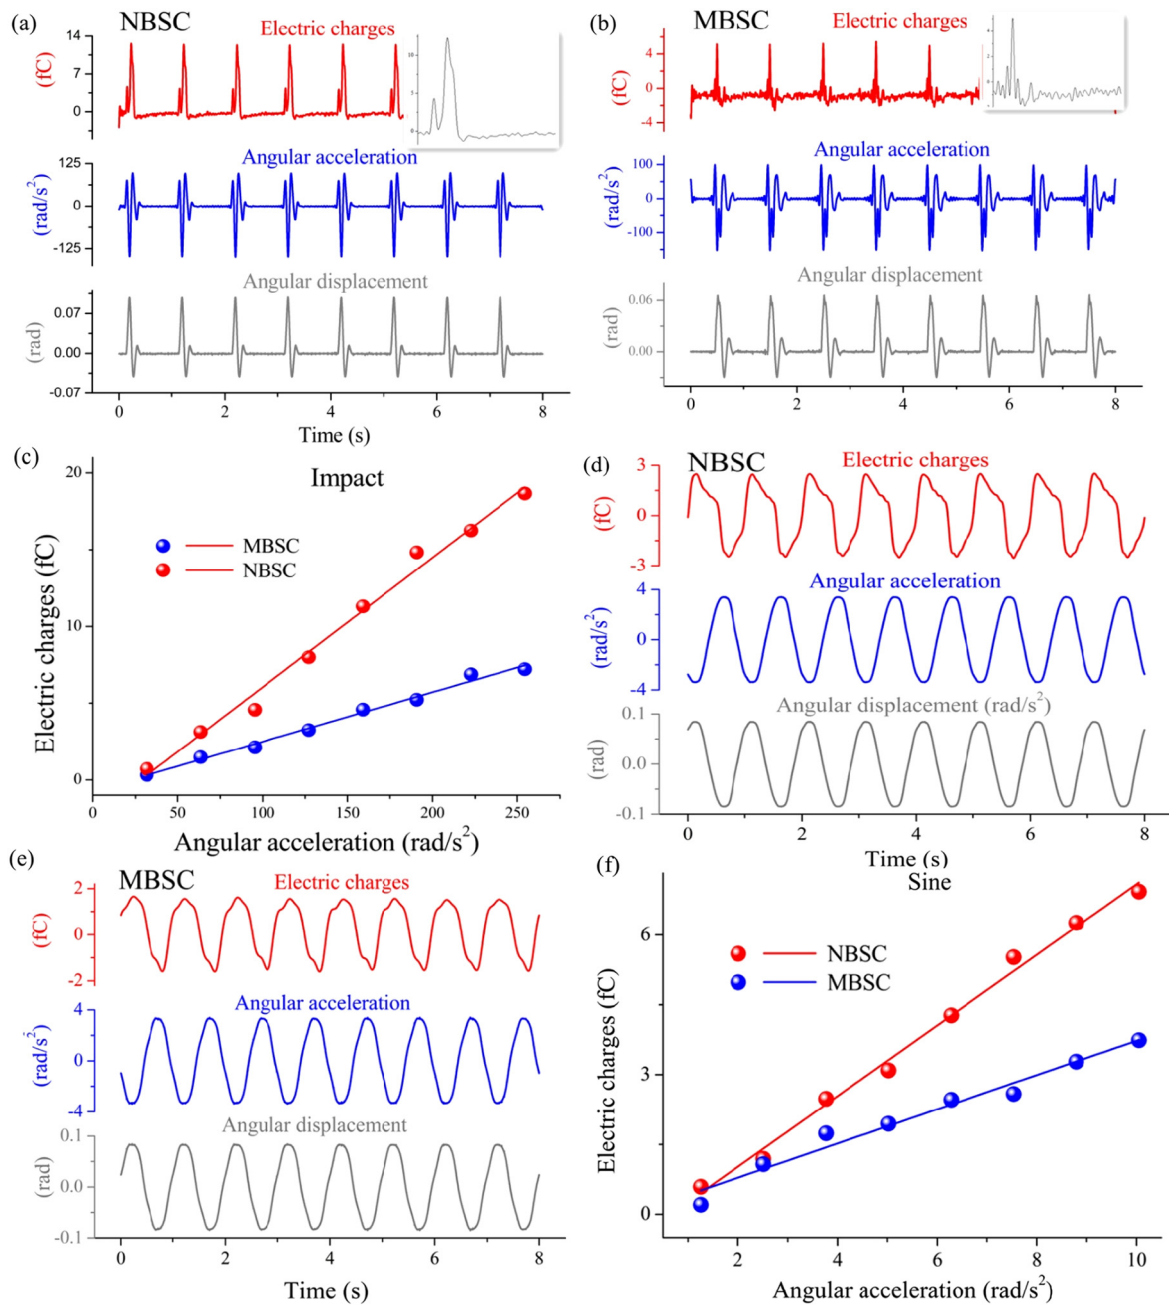 (a)
NBSC
Electric charges
14
7
0
(fC)
10
5
0
Angular acceleration
125
0
-125
(rad/s²)
Angular displacement
0.07
0.00
-0.07
(rad)
0 2 4 6 8
Time (s)
(b)
MBSC
Electric charges
4
0
-4
(fC)
4
2
0
Angular acceleration
100
0
-100
(rad/s²)
Angular displacement
0.06
0.00
(rad)
0 2 4 6 8
(c)
Impact
20
10
0
Electric charges (fC)
MBSC
NBSC
0 50 100 150 200 250
Angular acceleration (rad/s²)
(d)
NBSC
Electric charges
3
0
-3
(fC)
Angular acceleration
4
0
-4
(rad/s²)
Angular displacement (rad/s²)
0.1
0.0
-0.1
(rad)
0 2 4 6 8
Time (s)
(e)
MBSC
Electric charges
2
0
-2
(fC)
Angular acceleration
4
0
-4
(rad/s²)
Angular displacement
0.1
0.0
-0.1
(rad)
0 2 4 6 8
Time (s)
(f)
Sine
6
3
0
Electric charges (fC)
NBSC
MBSC
2 4 6 8 10
Angular acceleration (rad/s²)